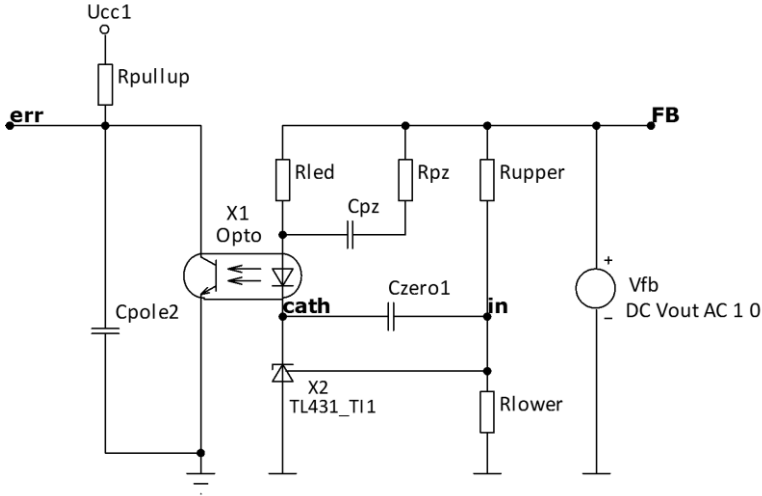 Ucc1
Rpullup
err
FB
Rled
Rpz
Rupper
Cpz
X1
Opto
+
Vfb
Czero1
DC Vout AC 1 0
cath
in
−
Cpole2
X2
TL431_TI1
Rlower